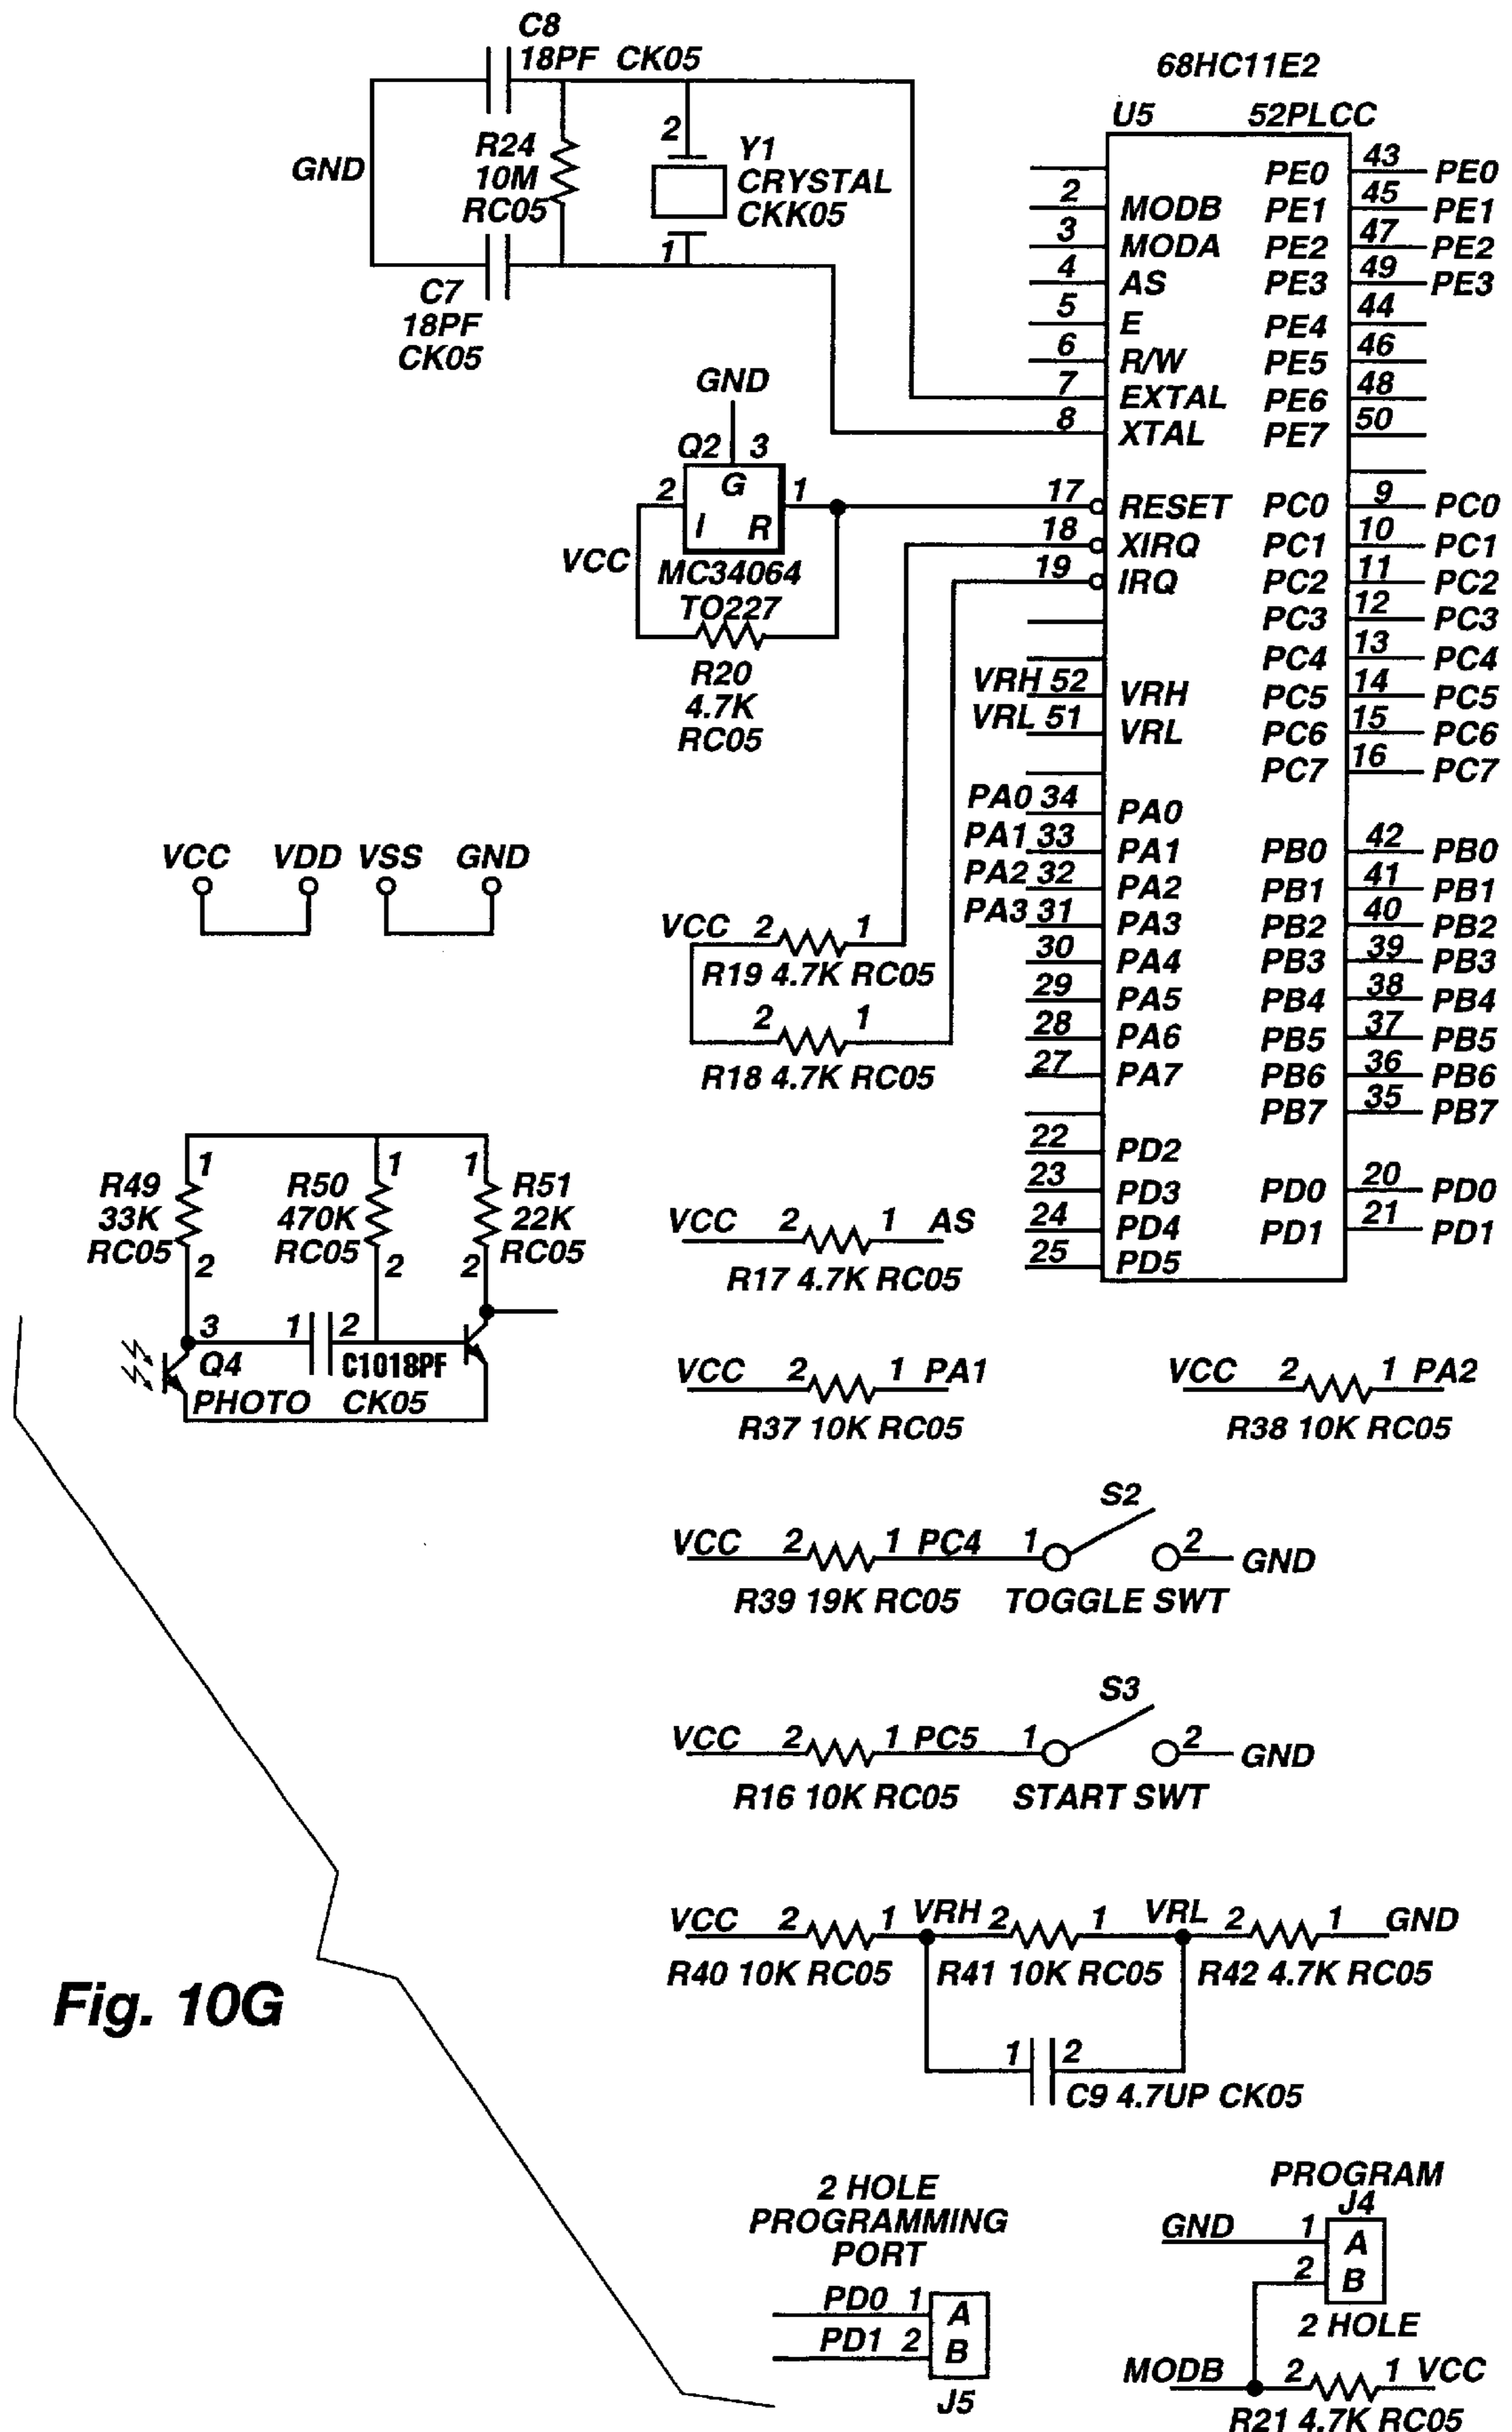 C8
18PF CK05
GND
R24
10M
RC05
2
Y1
CRYSTAL
CKK05
1
C7
18PF
CK05
68HC11E2
U5 52PLCC
PE0 43 PE0
2 MODB PE1 45 PE1
3 MODA PE2 47 PE2
4 AS PE3 49 PE3
5 E PE4 44
6 R/W PE5 46
7 EXTAL PE6 48
8 XTAL PE7 50
17 RESET PC0 9 PC0
18 XIRQ PC1 10 PC1
19 IRQ PC2 11 PC2
PC3 12 PC3
PC4 13 PC4
VRH 52 VRH PC5 14 PC5
VRL 51 VRL PC6 15 PC6
PC7 16 PC7
PA0 34 PA0
PA1 33 PA1 PB0 42 PB0
PA2 32 PA2 PB1 41 PB1
PA3 31 PA3 PB2 40 PB2
30 PA4 PB3 39 PB3
29 PA5 PB4 38 PB4
28 PA6 PB5 37 PB5
27 PA7 PB6 36 PB6
PB7 35 PB7
22 PD2
23 PD3 PD0 20 PD0
24 PD4 PD1 21 PD1
25 PD5
GND
Q2 3
2 G 1
I R
VCC
MC34064
TO227
R20
4.7K
RC05
VCC VDD VSS GND
VCC 2 1
R19 4.7K RC05
2 1
R18 4.7K RC05
1 1 1
R49 R50 R51
33K 470K 22K
RC05 RC05 RC05
2 2 2
3 1 2
Q4 C1018PF
PHOTO CK05
VCC 2 1 AS
R17 4.7K RC05
VCC 2 1 PA1
R37 10K RC05
VCC 2 1 PA2
R38 10K RC05
S2
VCC 2 1 PC4 1 2 GND
R39 19K RC05 TOGGLE SWT
S3
VCC 2 1 PC5 1 2 GND
R16 10K RC05 START SWT
VCC 2 1 VRH 2 1 VRL 2 1 GND
R40 10K RC05 R41 10K RC05 R42 4.7K RC05
1 2
C9 4.7UP CK05
Fig. 10G
2 HOLE
PROGRAMMING
PORT
PD0 1 A
PD1 2 B
J5
PROGRAM
J4
GND 1 A
2 B
2 HOLE
MODB 2 1 VCC
R21 4.7K RC05